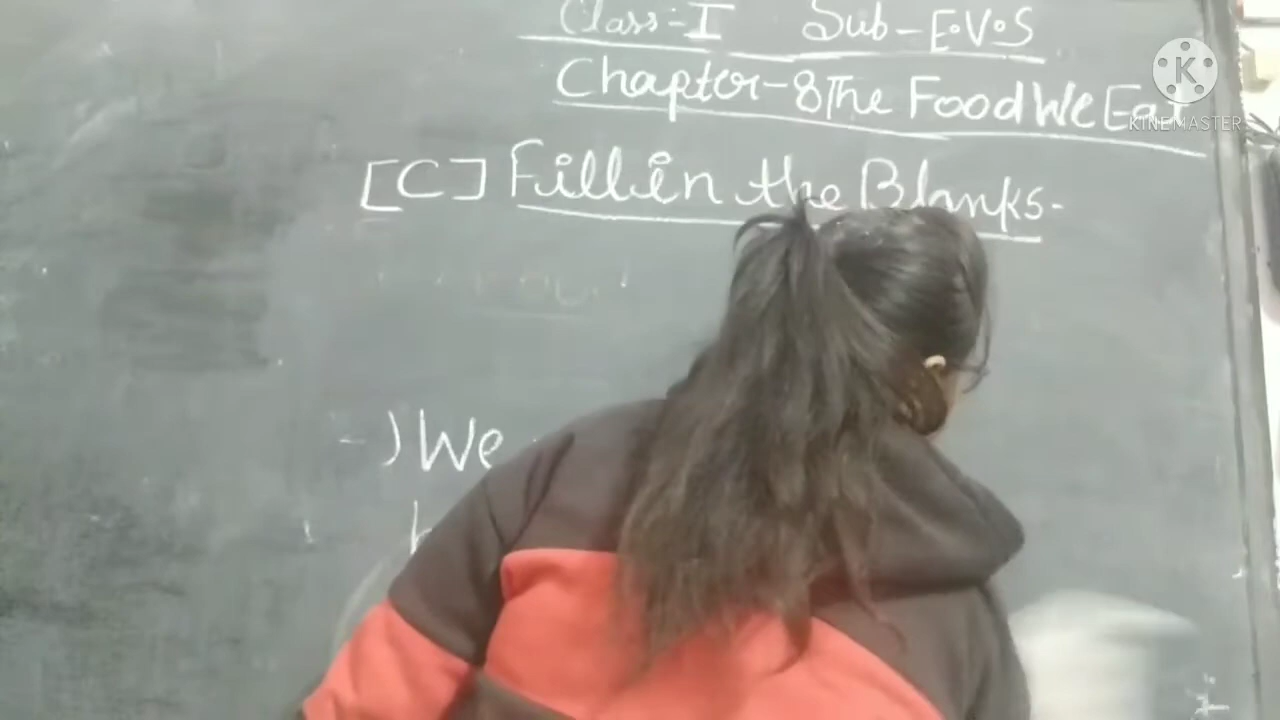 Class-I Sub-E.V.S
Chapter-8 The Food We Eat
[C] Fill in the Blanks-
-) We
K
KINEMASTER